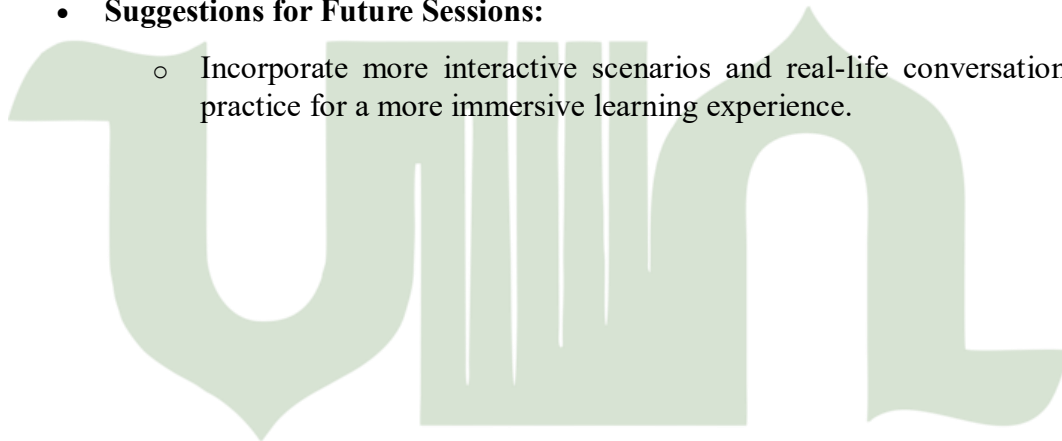 • Suggestions for Future Sessions:
o Incorporate more interactive scenarios and real-life conversation
practice for a more immersive learning experience.